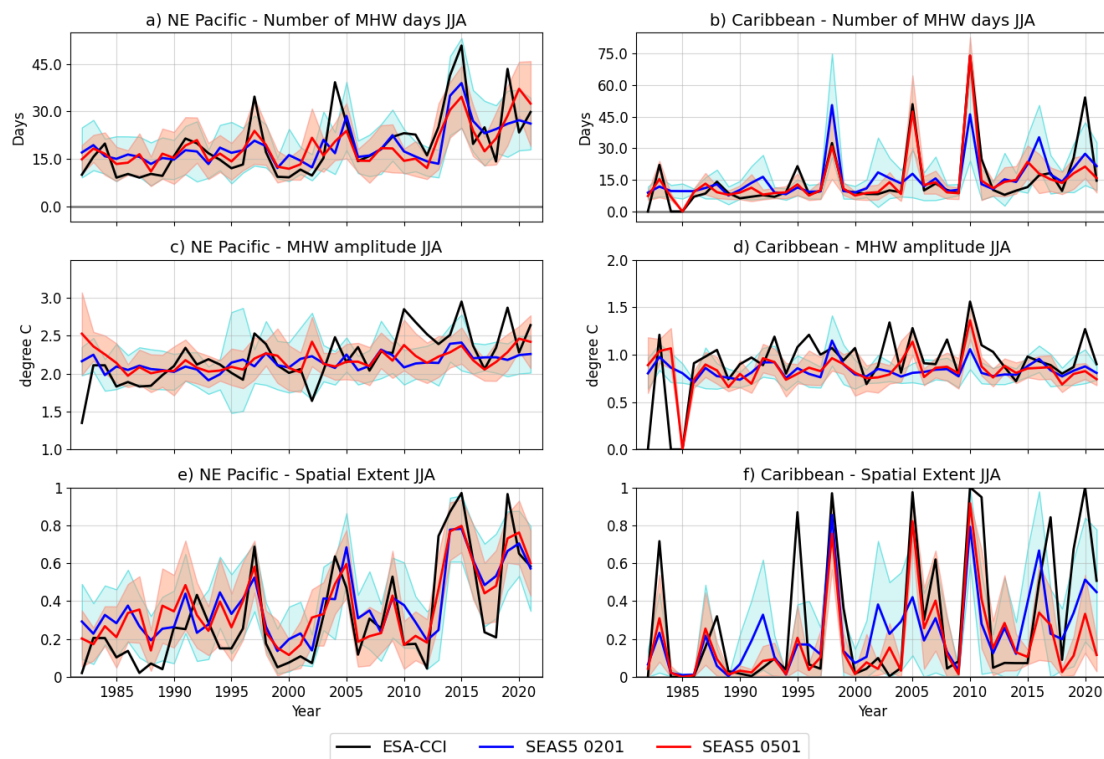 a) NE Pacific - Number of MHW days JJA
b) Caribbean - Number of MHW days JJA
Days
45.0
30.0
15.0
0.0
Days
75.0
60.0
45.0
30.0
15.0
0.0
c) NE Pacific - MHW amplitude JJA
d) Caribbean - MHW amplitude JJA
degree C
3.0
2.5
2.0
1.5
1.0
degree C
2.0
1.5
1.0
0.5
0.0
e) NE Pacific - Spatial Extent JJA
f) Caribbean - Spatial Extent JJA
1
0.8
0.6
0.4
0.2
0
1
0.8
0.6
0.4
0.2
0
1985 1990 1995 2000 2005 2010 2015 2020
1985 1990 1995 2000 2005 2010 2015 2020
Year
Year
ESA-CCI SEAS5 0201 SEAS5 0501